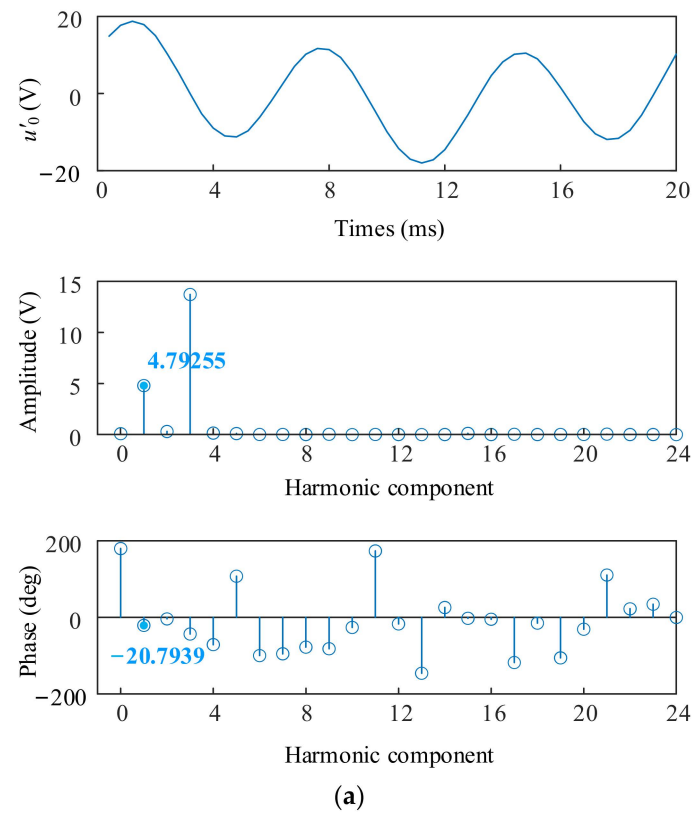 20
0
−20
u′0 (V)
0 4 8 12 16 20
Times (ms)
15
10
5
0
Amplitude (V)
4.79255
0 4 8 12 16 20 24
Harmonic component
200
0
−200
Phase (deg)
−20.7939
0 4 8 12 16 20 24
Harmonic component
(a)